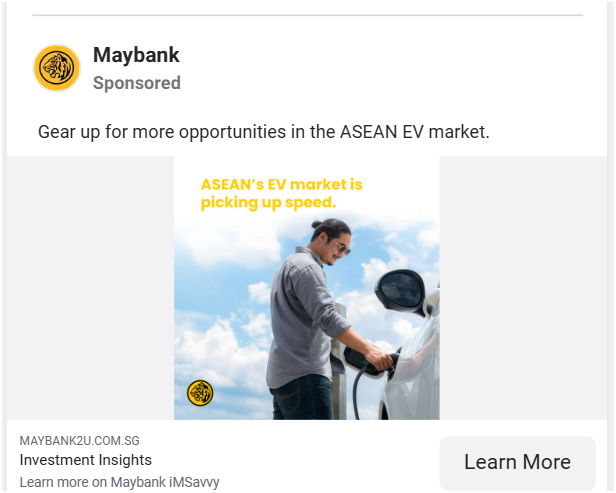 Maybank
Sponsored
Gear up for more opportunities in the ASEAN EV market.
ASEAN's EV market is
picking up speed.
MAYBANK2U.COM.SG
Investment Insights
Learn more on Maybank iMSavvy
Learn More